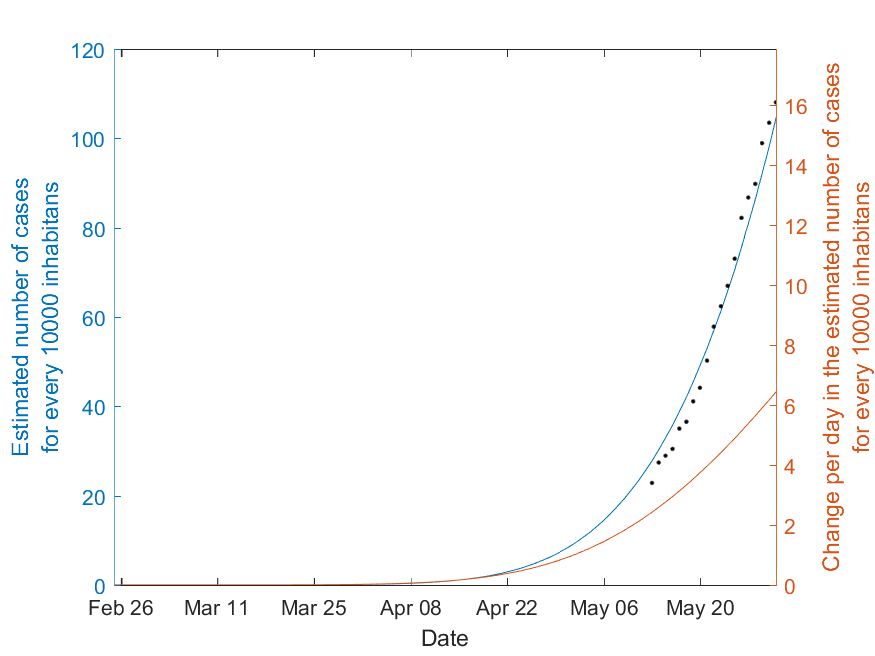 120
100
80
60
40
20
0
Estimated number of cases
for every 10000 inhabitans
16
14
12
10
8
6
4
2
0
Change per day in the estimated number of cases
for every 10000 inhabitans
Feb 26 Mar 11 Mar 25 Apr 08 Apr 22 May 06 May 20
Date